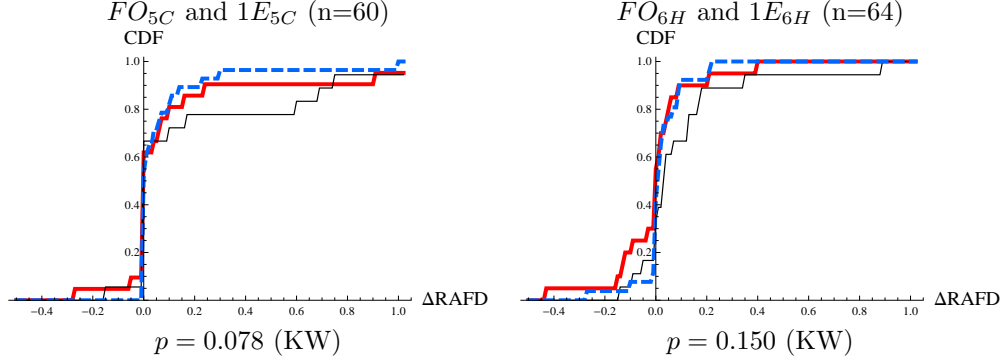 FO5C and 1E5C (n=60)
CDF
1.0
0.8
0.6
0.4
0.2
−0.4 −0.2 0.0 0.2 0.4 0.6 0.8 1.0
ΔRAFD
p = 0.078 (KW)
FO6H and 1E6H (n=64)
CDF
1.0
0.8
0.6
0.4
0.2
−0.4 −0.2 0.0 0.2 0.4 0.6 0.8 1.0
ΔRAFD
p = 0.150 (KW)